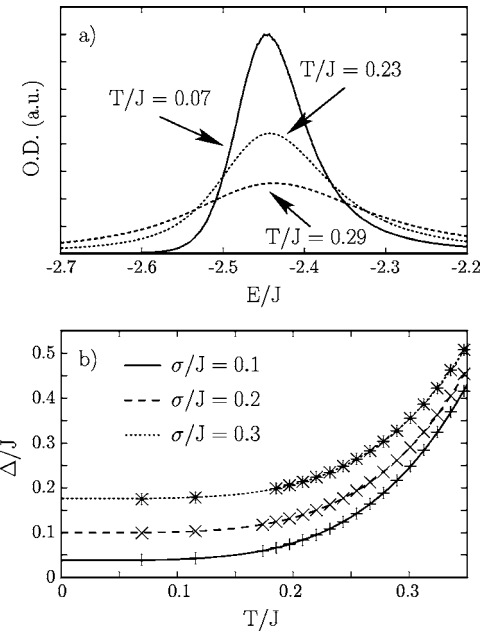 a)
O.D. (a.u.)
T/J = 0.07
T/J = 0.23
T/J = 0.29
-2.7 -2.6 -2.5 -2.4 -2.3 -2.2
E/J
b)
σ/J = 0.1
σ/J = 0.2
σ/J = 0.3
Δ/J
0.5
0.4
0.3
0.2
0.1
0
0 0.1 0.2 0.3
T/J